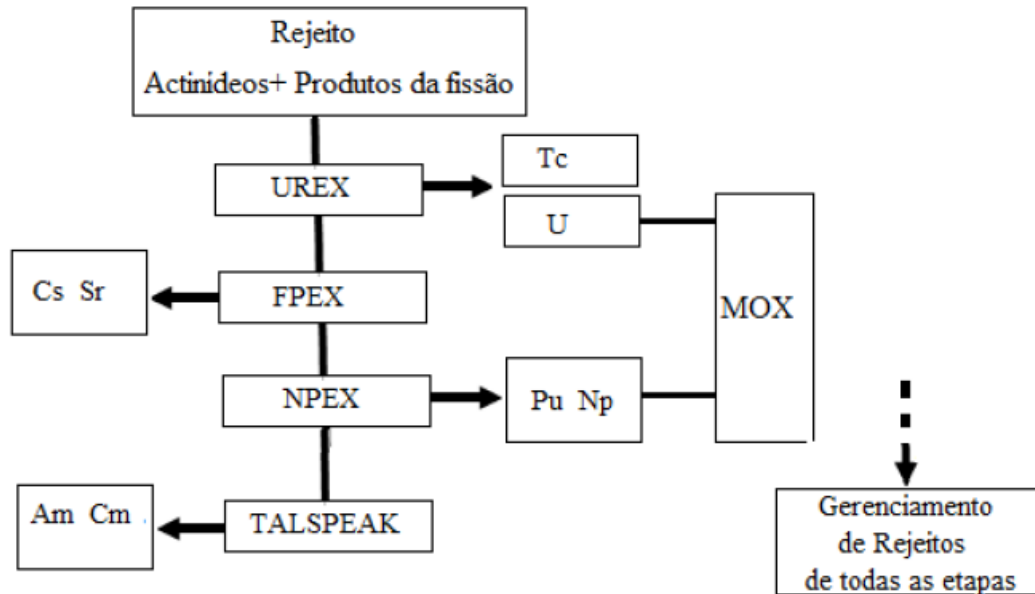 Rejeito
Actinídeos+ Produtos da fissão
UREX
Tc
U
Cs Sr
FPEX
MOX
NPEX
Pu Np
Am Cm
TALSPEAK
Gerenciamento
de Rejeitos
de todas as etapas